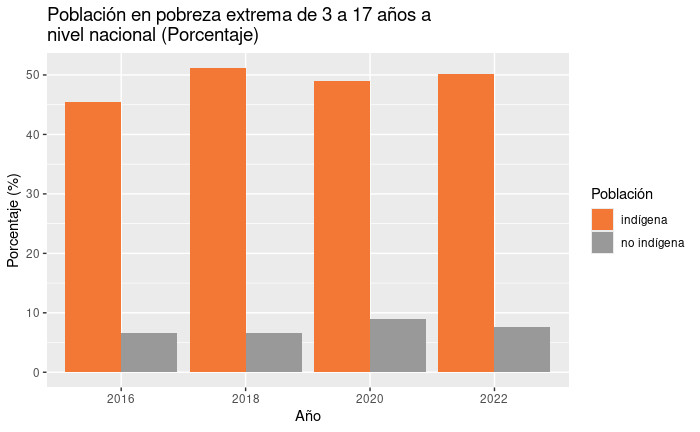 Población en pobreza extrema de 3 a 17 años a
nivel nacional (Porcentaje)
Porcentaje (%)
50
40
30
20
10
0
2016
2018
2020
2022
Año
Población
indígena
no indígena